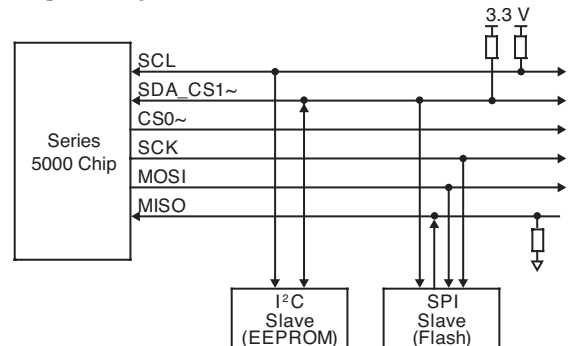 3.3 V
SCL
SDA_CS1~
CS0~
Series
5000 Chip
SCK
MOSI
MISO
I²C
Slave
(EEPROM)
SPI
Slave
(Flash)